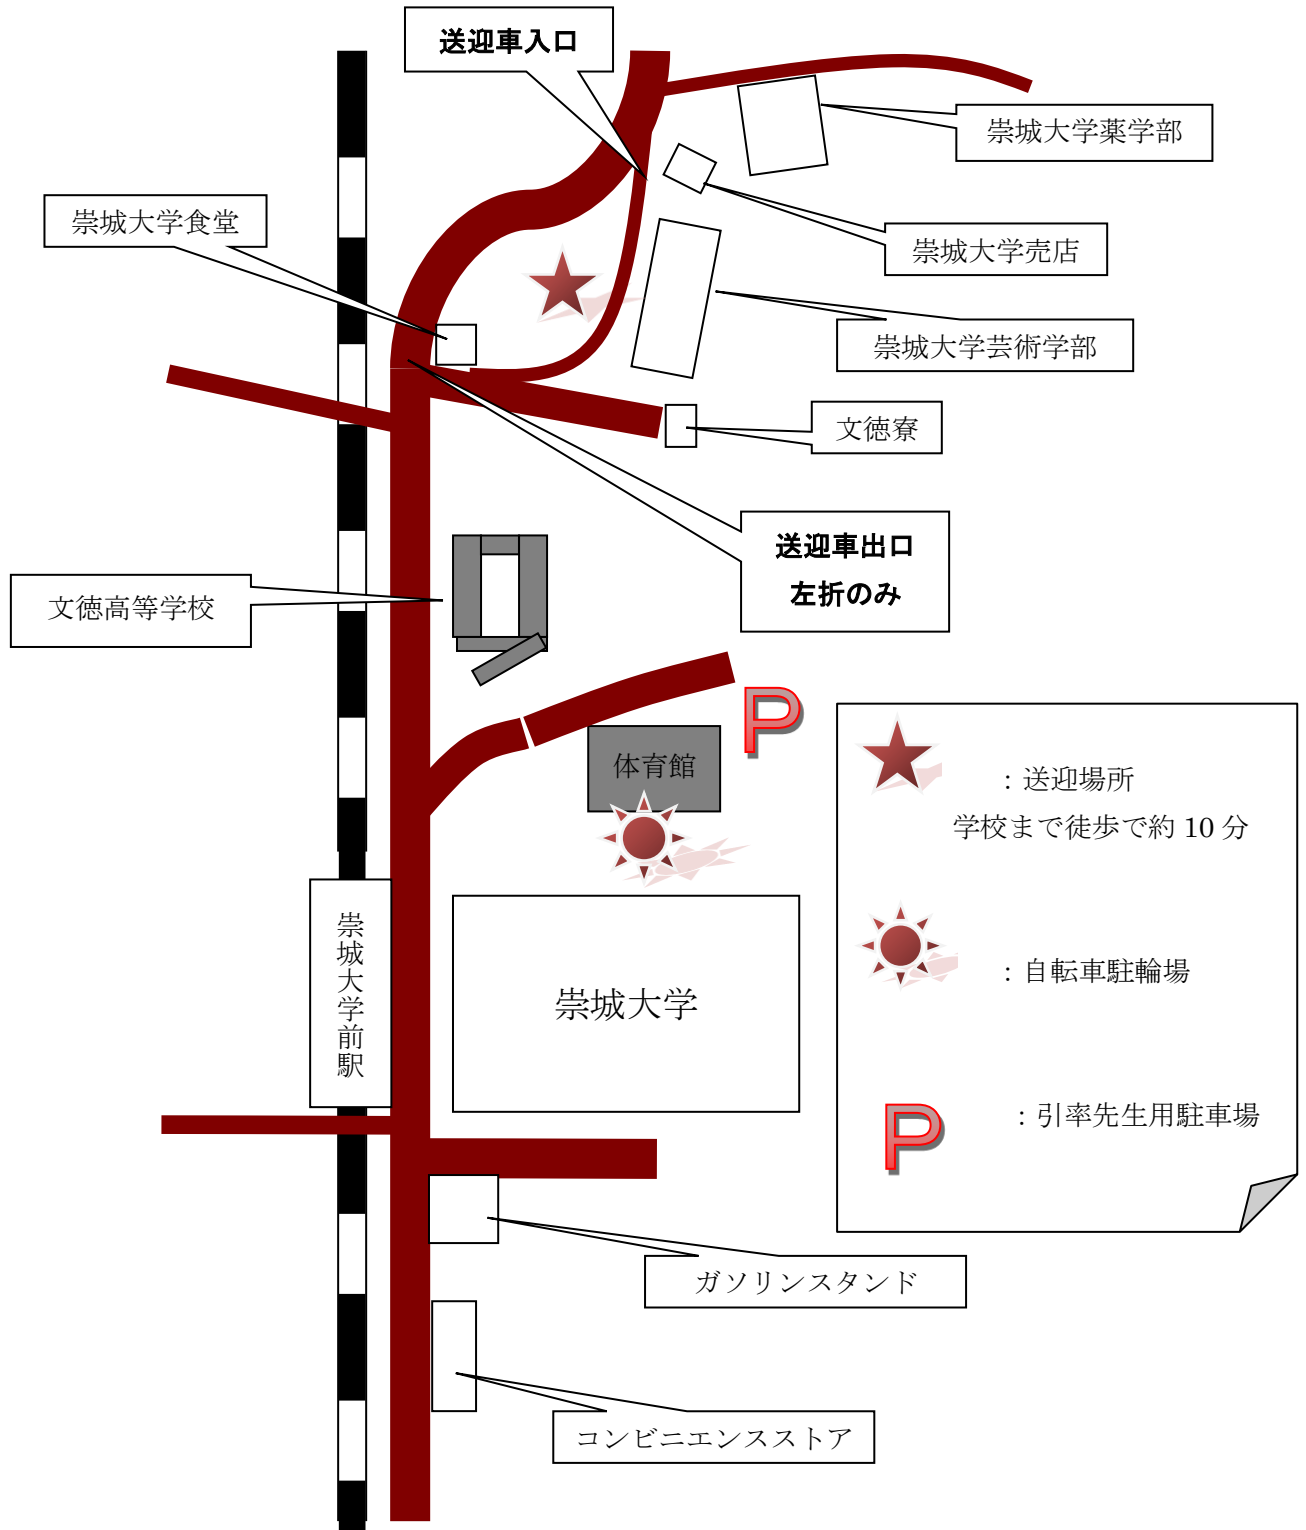 送迎車入口
崇城大学薬学部
崇城大学食堂
崇城大学売店
崇城大学芸術学部
文徳寮
送迎車出口
左折のみ
文徳高等学校
P
体育館
：送迎場所
学校まで徒歩で約 10 分
崇城大学前駅
崇城大学
：自転車駐輪場
P
：引率先生用駐車場
ガソリンスタンド
コンビニエンスストア